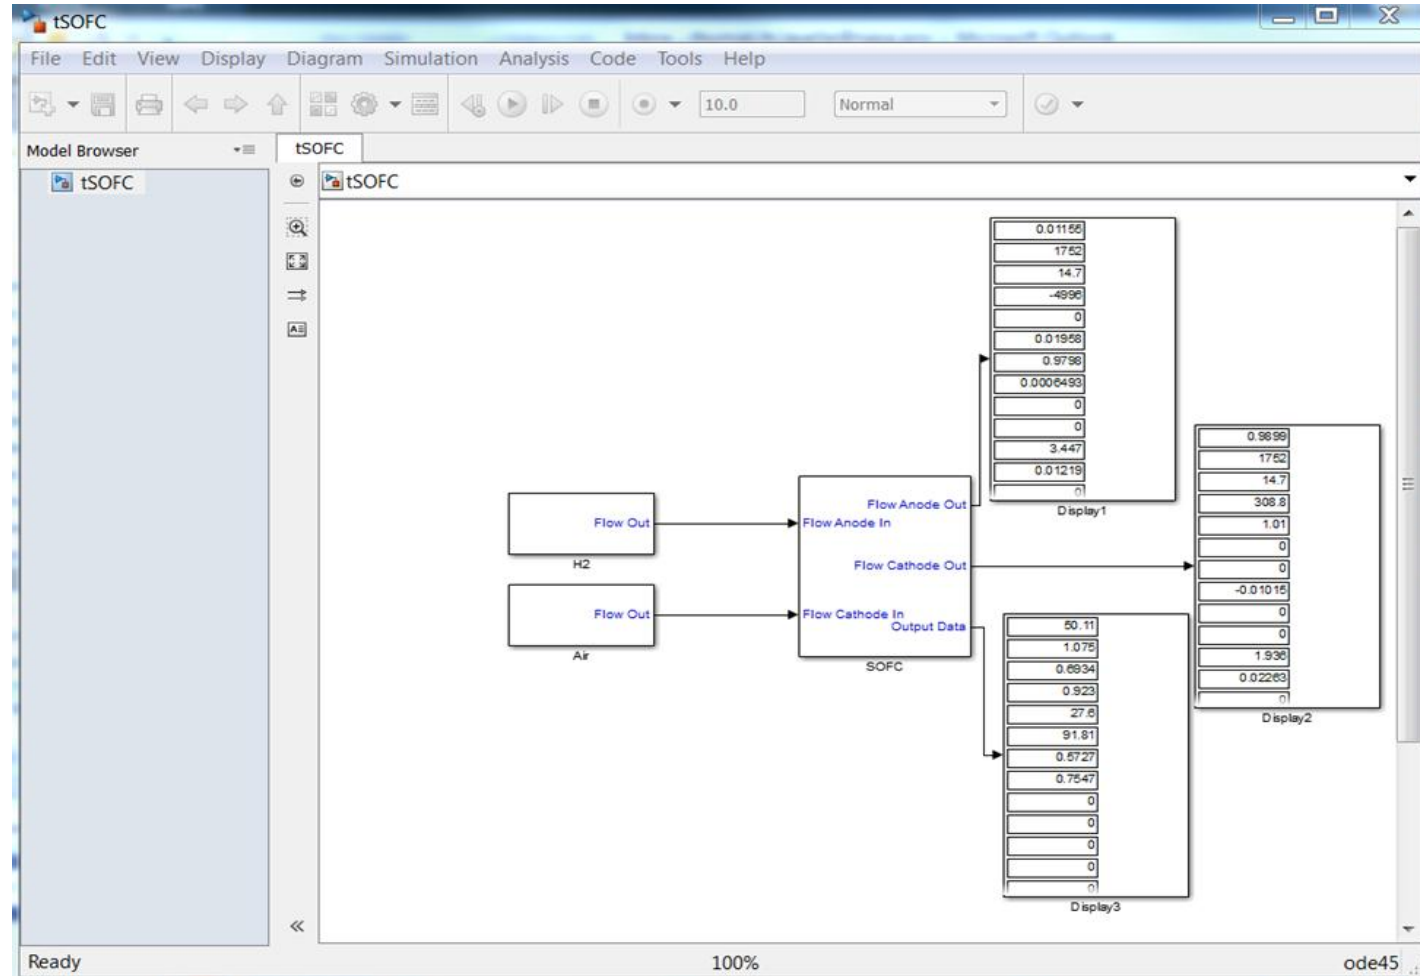 tSOFC
File Edit View Display Diagram Simulation Analysis Code Tools Help
10.0 Normal
Model Browser
tSOFC
tSOFC
tSOFC
0.01155
1752
14.7
-4996
0
0.01958
0.9798
0.0006493
0
0
3.447
0.01219
0
Display1
0.9899
1752
14.7
308.8
1.01
0
0
-0.01015
0
0
1.936
0.02263
0
Display2
Flow Out
H2
Flow Out
Air
Flow Anode Out
Flow Anode In
Flow Cathode Out
Flow Cathode In
Output Data
SOFC
50.11
1.075
0.6934
0.923
27.6
91.81
0.5727
0.7547
0
0
0
0
0
Display3
Ready 100% ode45